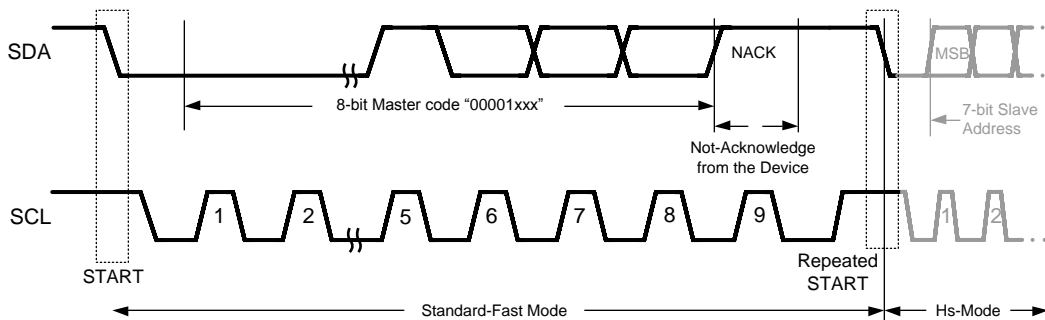 SDA
NACK
MSB
8-bit Master code “00001xxx”
7-bit Slave
Address
Not-Acknowledge
from the Device
SCL
1
2
5
6
7
8
9
1
2
START
Repeated
START
Standard-Fast Mode
Hs-Mode